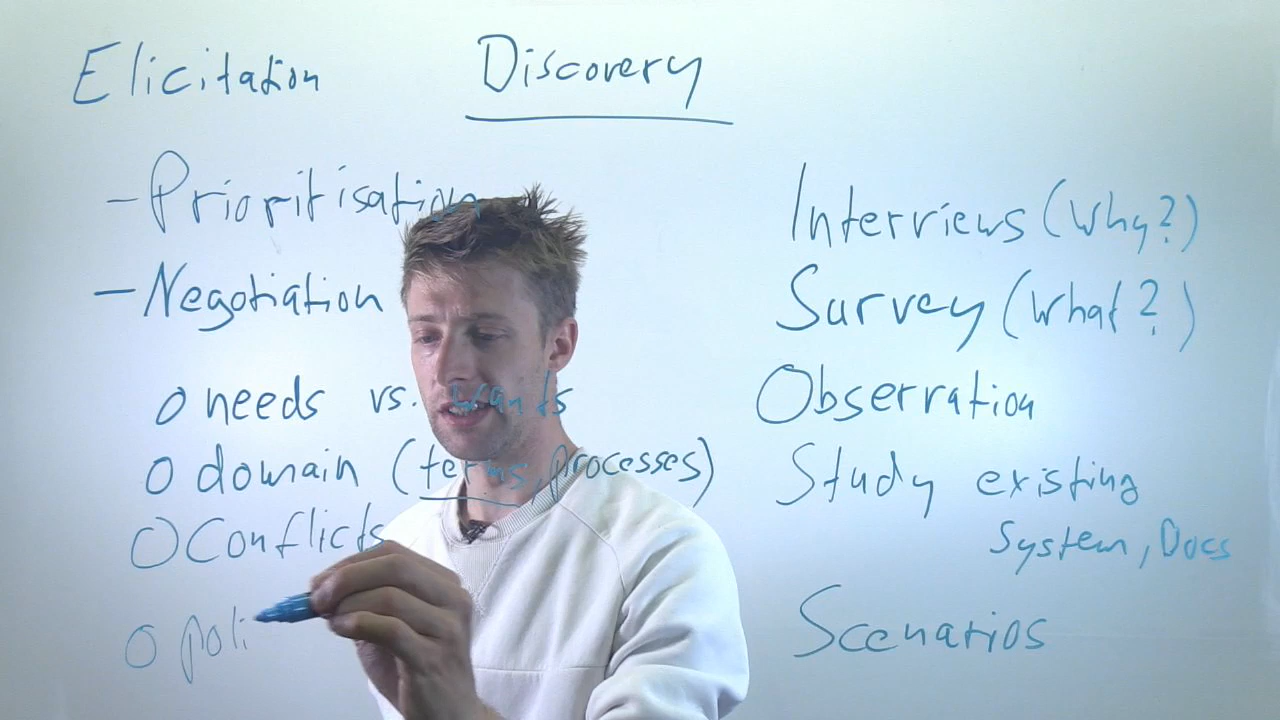 Elicitation
Discovery
- Prioritisation
- Negotiation
o needs vs. wants
o domain (terms, processes)
o Conflicts
o poli
Interviews (Why?)
Survey (What?)
Observation
Study existing
System, Docs
Scenarios